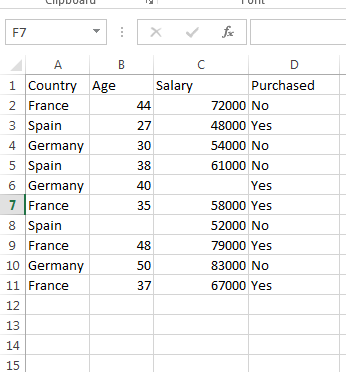 F7
A B C D
1 Country Age Salary Purchased
2 France 44 72000 No
3 Spain 27 48000 Yes
4 Germany 30 54000 No
5 Spain 38 61000 No
6 Germany 40 Yes
7 France 35 58000 Yes
8 Spain 52000 No
9 France 48 79000 Yes
10 Germany 50 83000 No
11 France 37 67000 Yes
12
13
14
15